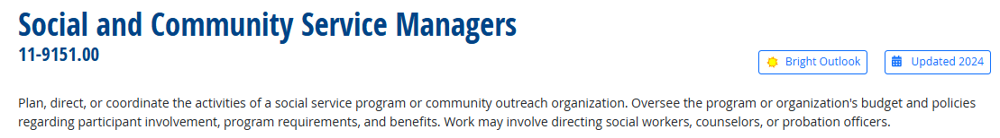 Social and Community Service Managers
11-9151.00
Bright Outlook
Updated 2024
Plan, direct, or coordinate the activities of a social service program or community outreach organization. Oversee the program or organization's budget and policies
regarding participant involvement, program requirements, and benefits. Work may involve directing social workers, counselors, or probation officers.